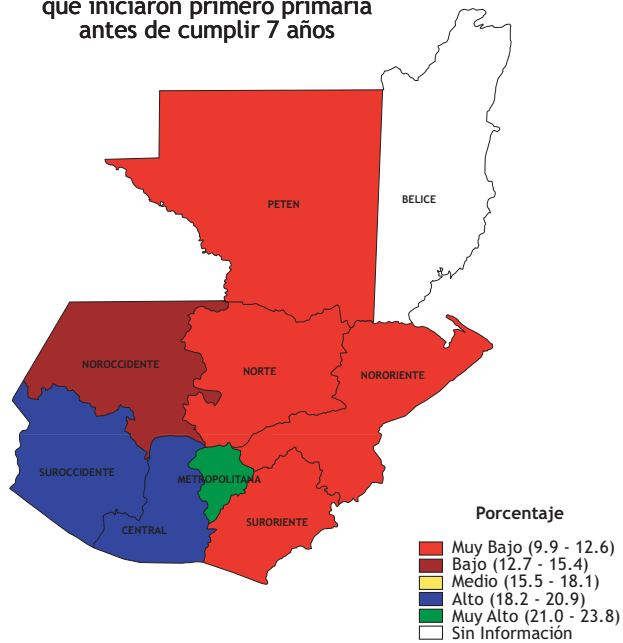 que iniciaron primero primaria
antes de cumplir 7 años
PETEN
BELICE
NOROCCIDENTE
NORTE
NORORIENTE
SUROCCIDENTE
METROPOLITANA
CENTRAL
SURORIENTE
Porcentaje
Muy Bajo (9.9 - 12.6)
Bajo (12.7 - 15.4)
Medio (15.5 - 18.1)
Alto (18.2 - 20.9)
Muy Alto (21.0 - 23.8)
Sin Información